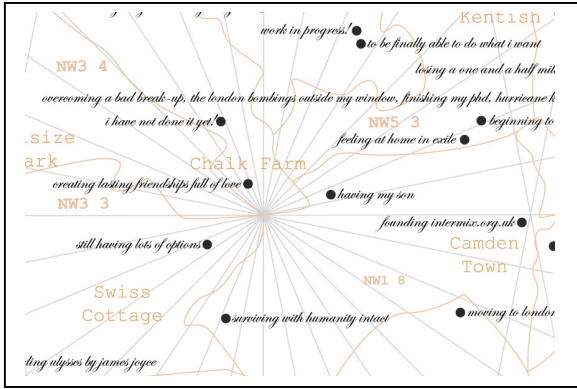 Kentish
work in progress!
to be finally able to do what i want
NW3 4
losing a one and a half
overcoming a bad break-up, the london bombings outside my window, finishing my phd, hurricane
i have not done it yet!
NW5 3
beginning to
feeling at home in exile
Chalk Farm
creating lasting friendships full of love
having my son
NW3 3
founding intermix.org.uk
still having lots of options
Camden
Town
NW1 8
Swiss
Cottage
surviving with humanity intact
moving to london
ulysses by james joyce